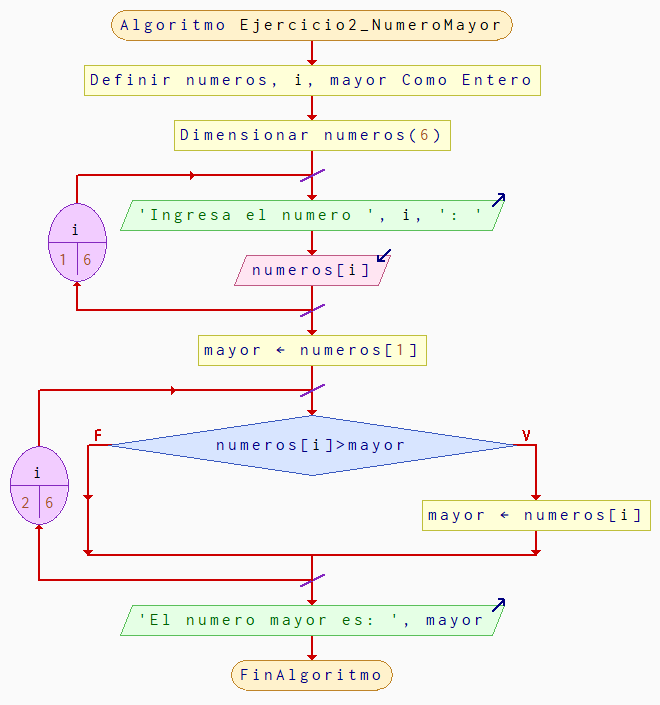 Algoritmo Ejercicio2_NumeroMayor
Definir numeros, i, mayor Como Entero
Dimensionar numeros(6)
'Ingresa el numero ', i, ': '
i
1 6
numeros[i]
mayor ← numeros[1]
F
V
numeros[i]>mayor
i
2 6
mayor ← numeros[i]
'El numero mayor es: ', mayor
FinAlgoritmo